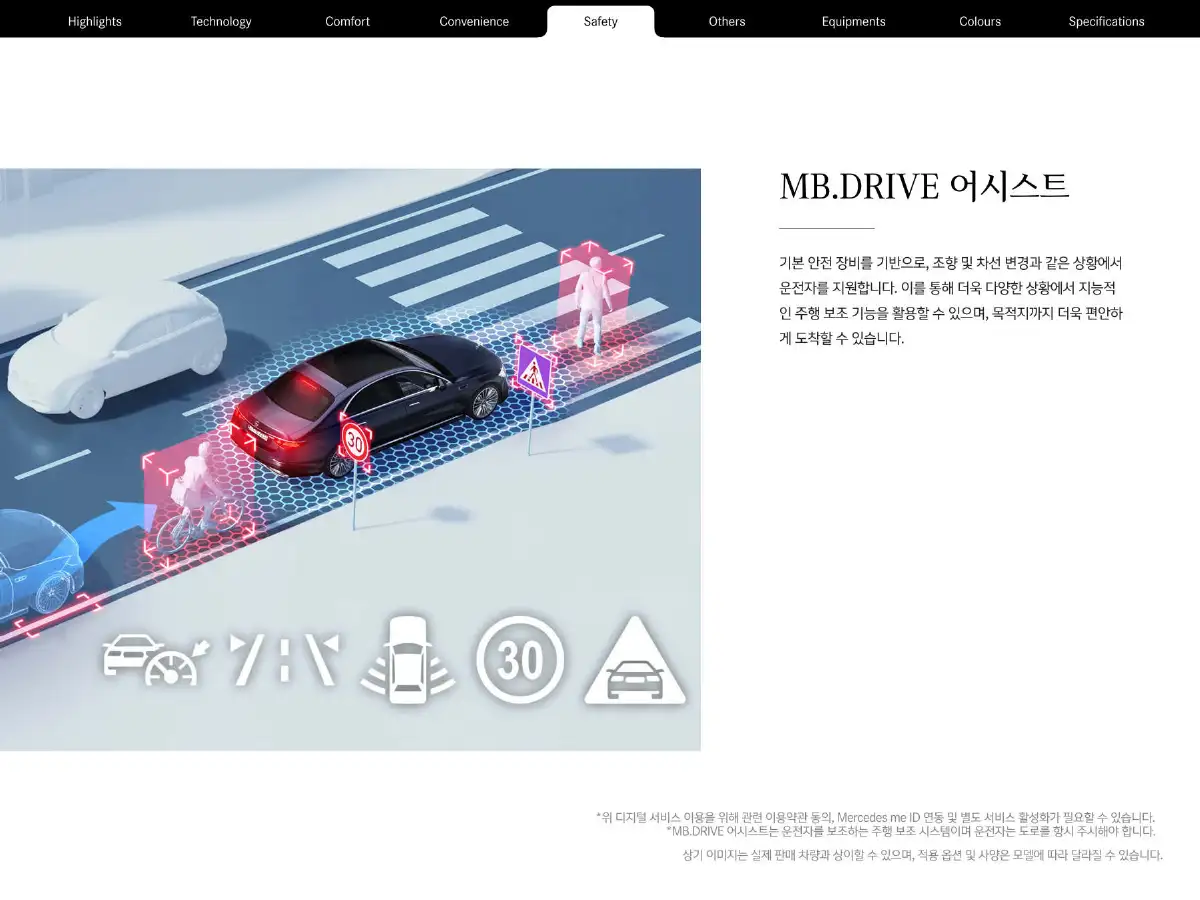 Highlights
Technology
Comfort
Convenience
Safety
Others
Equipments
Colours
Specifications
MB.DRIVE 어시스트
기본 안전 장비를 기반으로, 조향 및 차선 변경과 같은 상황에서
운전자를 지원합니다. 이를 통해 더욱 다양한 상황에서 지능적
인 주행 보조 기능을 활용할 수 있으며, 목적지까지 더욱 편안하
게 도착할 수 있습니다.
30
30
*위 디지털 서비스 이용을 위해 관련 이용약관 동의, Mercedes me ID 연동 및 별도 서비스 활성화가 필요할 수 있습니다.
*MB.DRIVE 어시스트는 운전자를 보조하는 주행 보조 시스템이며 운전자는 도로를 항시 주시해야 합니다.
상기 이미지는 실제 판매 차량과 상이할 수 있으며, 적용 옵션 및 사양은 모델에 따라 달라질 수 있습니다.